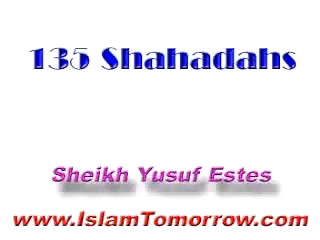 135 Shahadahs
Sheikh Yusuf Estes
www.IslamTomorrow.com